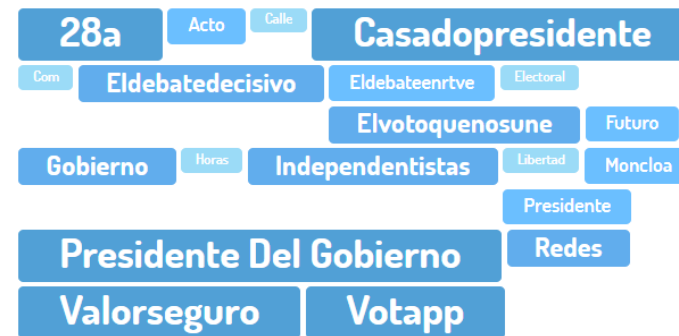 28a Acto Calle Casadopresidente
Com Eldebatedecisivo Eldebateenrtve Electoral
Elvotoquenosune Futuro
Gobierno Horas Independentistas Libertad Moncloa
Presidente
Presidente Del Gobierno Redes
Valorseguro Votapp